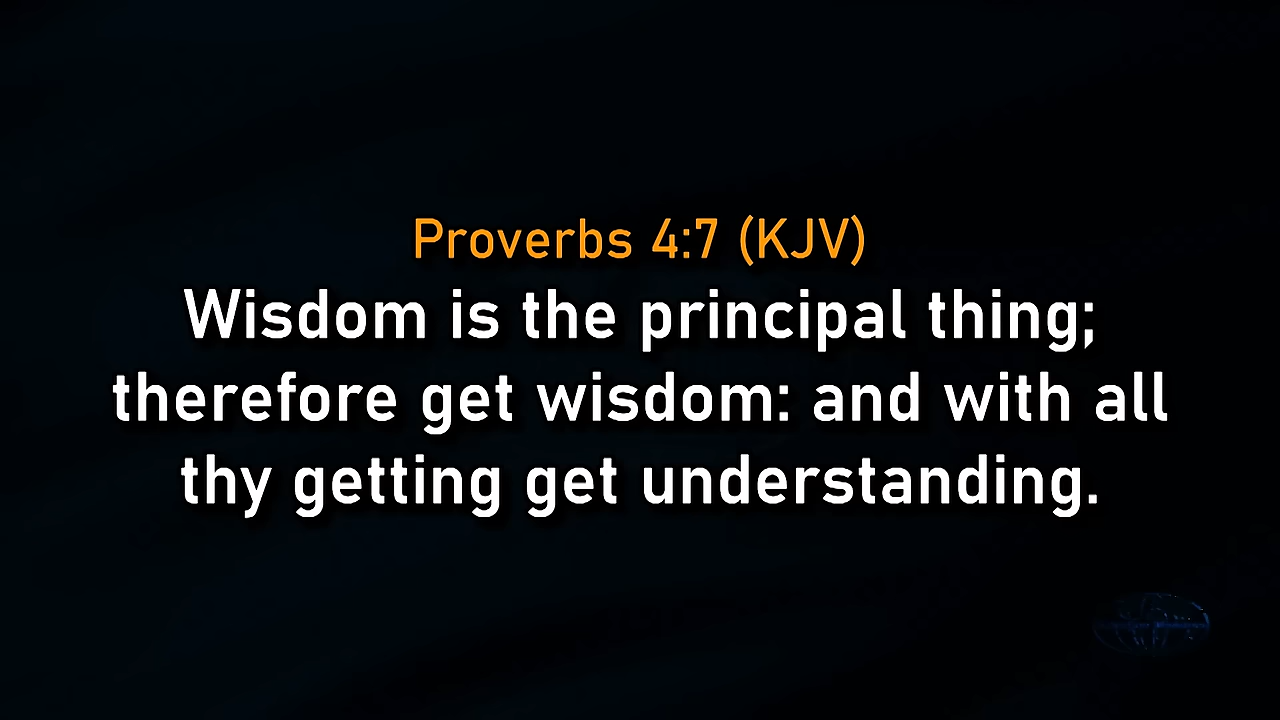 Proverbs 4:7 (KJV)
Wisdom is the principal thing;
therefore get wisdom: and with all
thy getting get understanding.